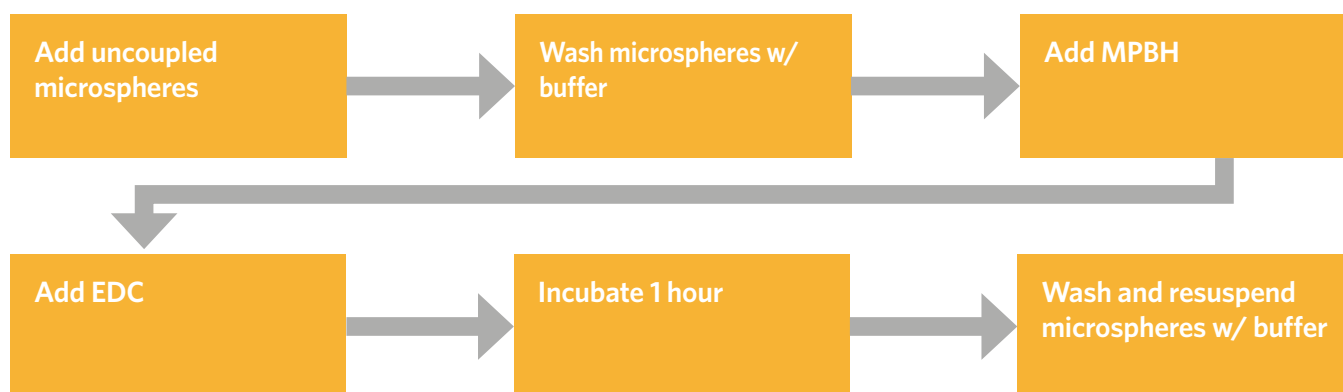 Add uncoupled
microspheres
Wash microspheres w/
buffer
Add MPBH
Add EDC
Incubate 1 hour
Wash and resuspend
microspheres w/ buffer